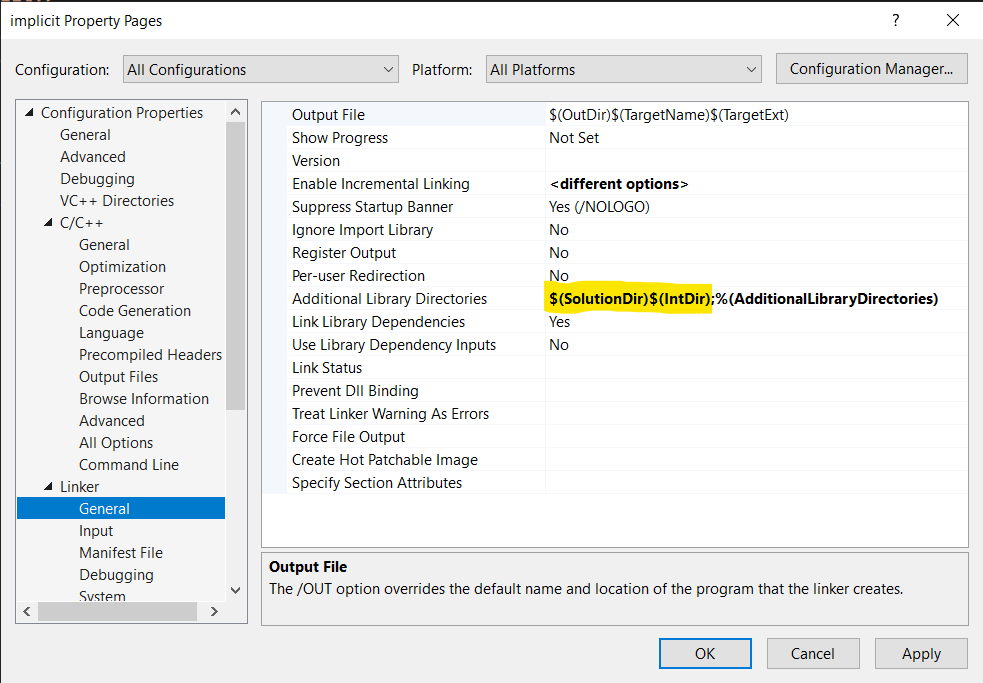 implicit Property Pages
?
Configuration: All Configurations Platform: All Platforms Configuration Manager...
Configuration Properties
General
Advanced
Debugging
VC++ Directories
C/C++
General
Optimization
Preprocessor
Code Generation
Language
Precompiled Headers
Output Files
Browse Information
Advanced
All Options
Command Line
Linker
General
Input
Manifest File
Debugging
System
Output File $(OutDir)$(TargetName)$(TargetExt)
Show Progress Not Set
Version
Enable Incremental Linking <different options>
Suppress Startup Banner Yes (/NOLOGO)
Ignore Import Library No
Register Output No
Per-user Redirection No
Additional Library Directories $(SolutionDir)$(IntDir);%(AdditionalLibraryDirectories)
Link Library Dependencies Yes
Use Library Dependency Inputs No
Link Status
Prevent Dll Binding
Treat Linker Warning As Errors
Force File Output
Create Hot Patchable Image
Specify Section Attributes
Output File
The /OUT option overrides the default name and location of the program that the linker creates.
OK Cancel Apply